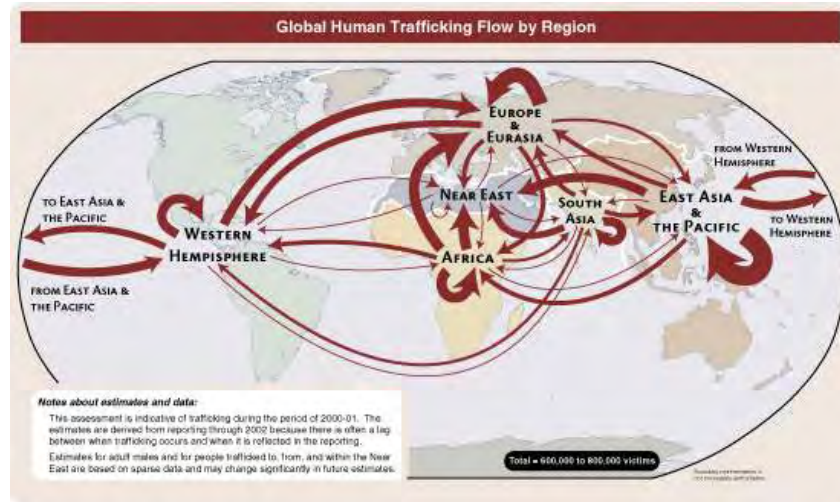 Global Human Trafficking Flow by Region
EUROPE
&
EURASIA
FROM WESTERN
HEMISPHERE
NEAR EAST
SOUTH
ASIA
EAST ASIA
&
THE PACIFIC
TO EAST ASIA &
THE PACIFIC
WESTERN
HEMPISPHERE
TO WESTERN
HEMISPHERE
AFRICA
FROM EAST ASIA &
THE PACIFIC
Notes about estimates and data:
This assessment is indicative of trafficking during the period of 2000-01. The
estimates are derived from reporting through 2002 because there is often a lag
between when trafficking occurs and when it is reflected in the reporting.
Estimates for adult males and for people trafficked to, from, and within the Near
East are based on sparse data and may change significantly in future estimates.
Total = 600,000 to 800,000 victims